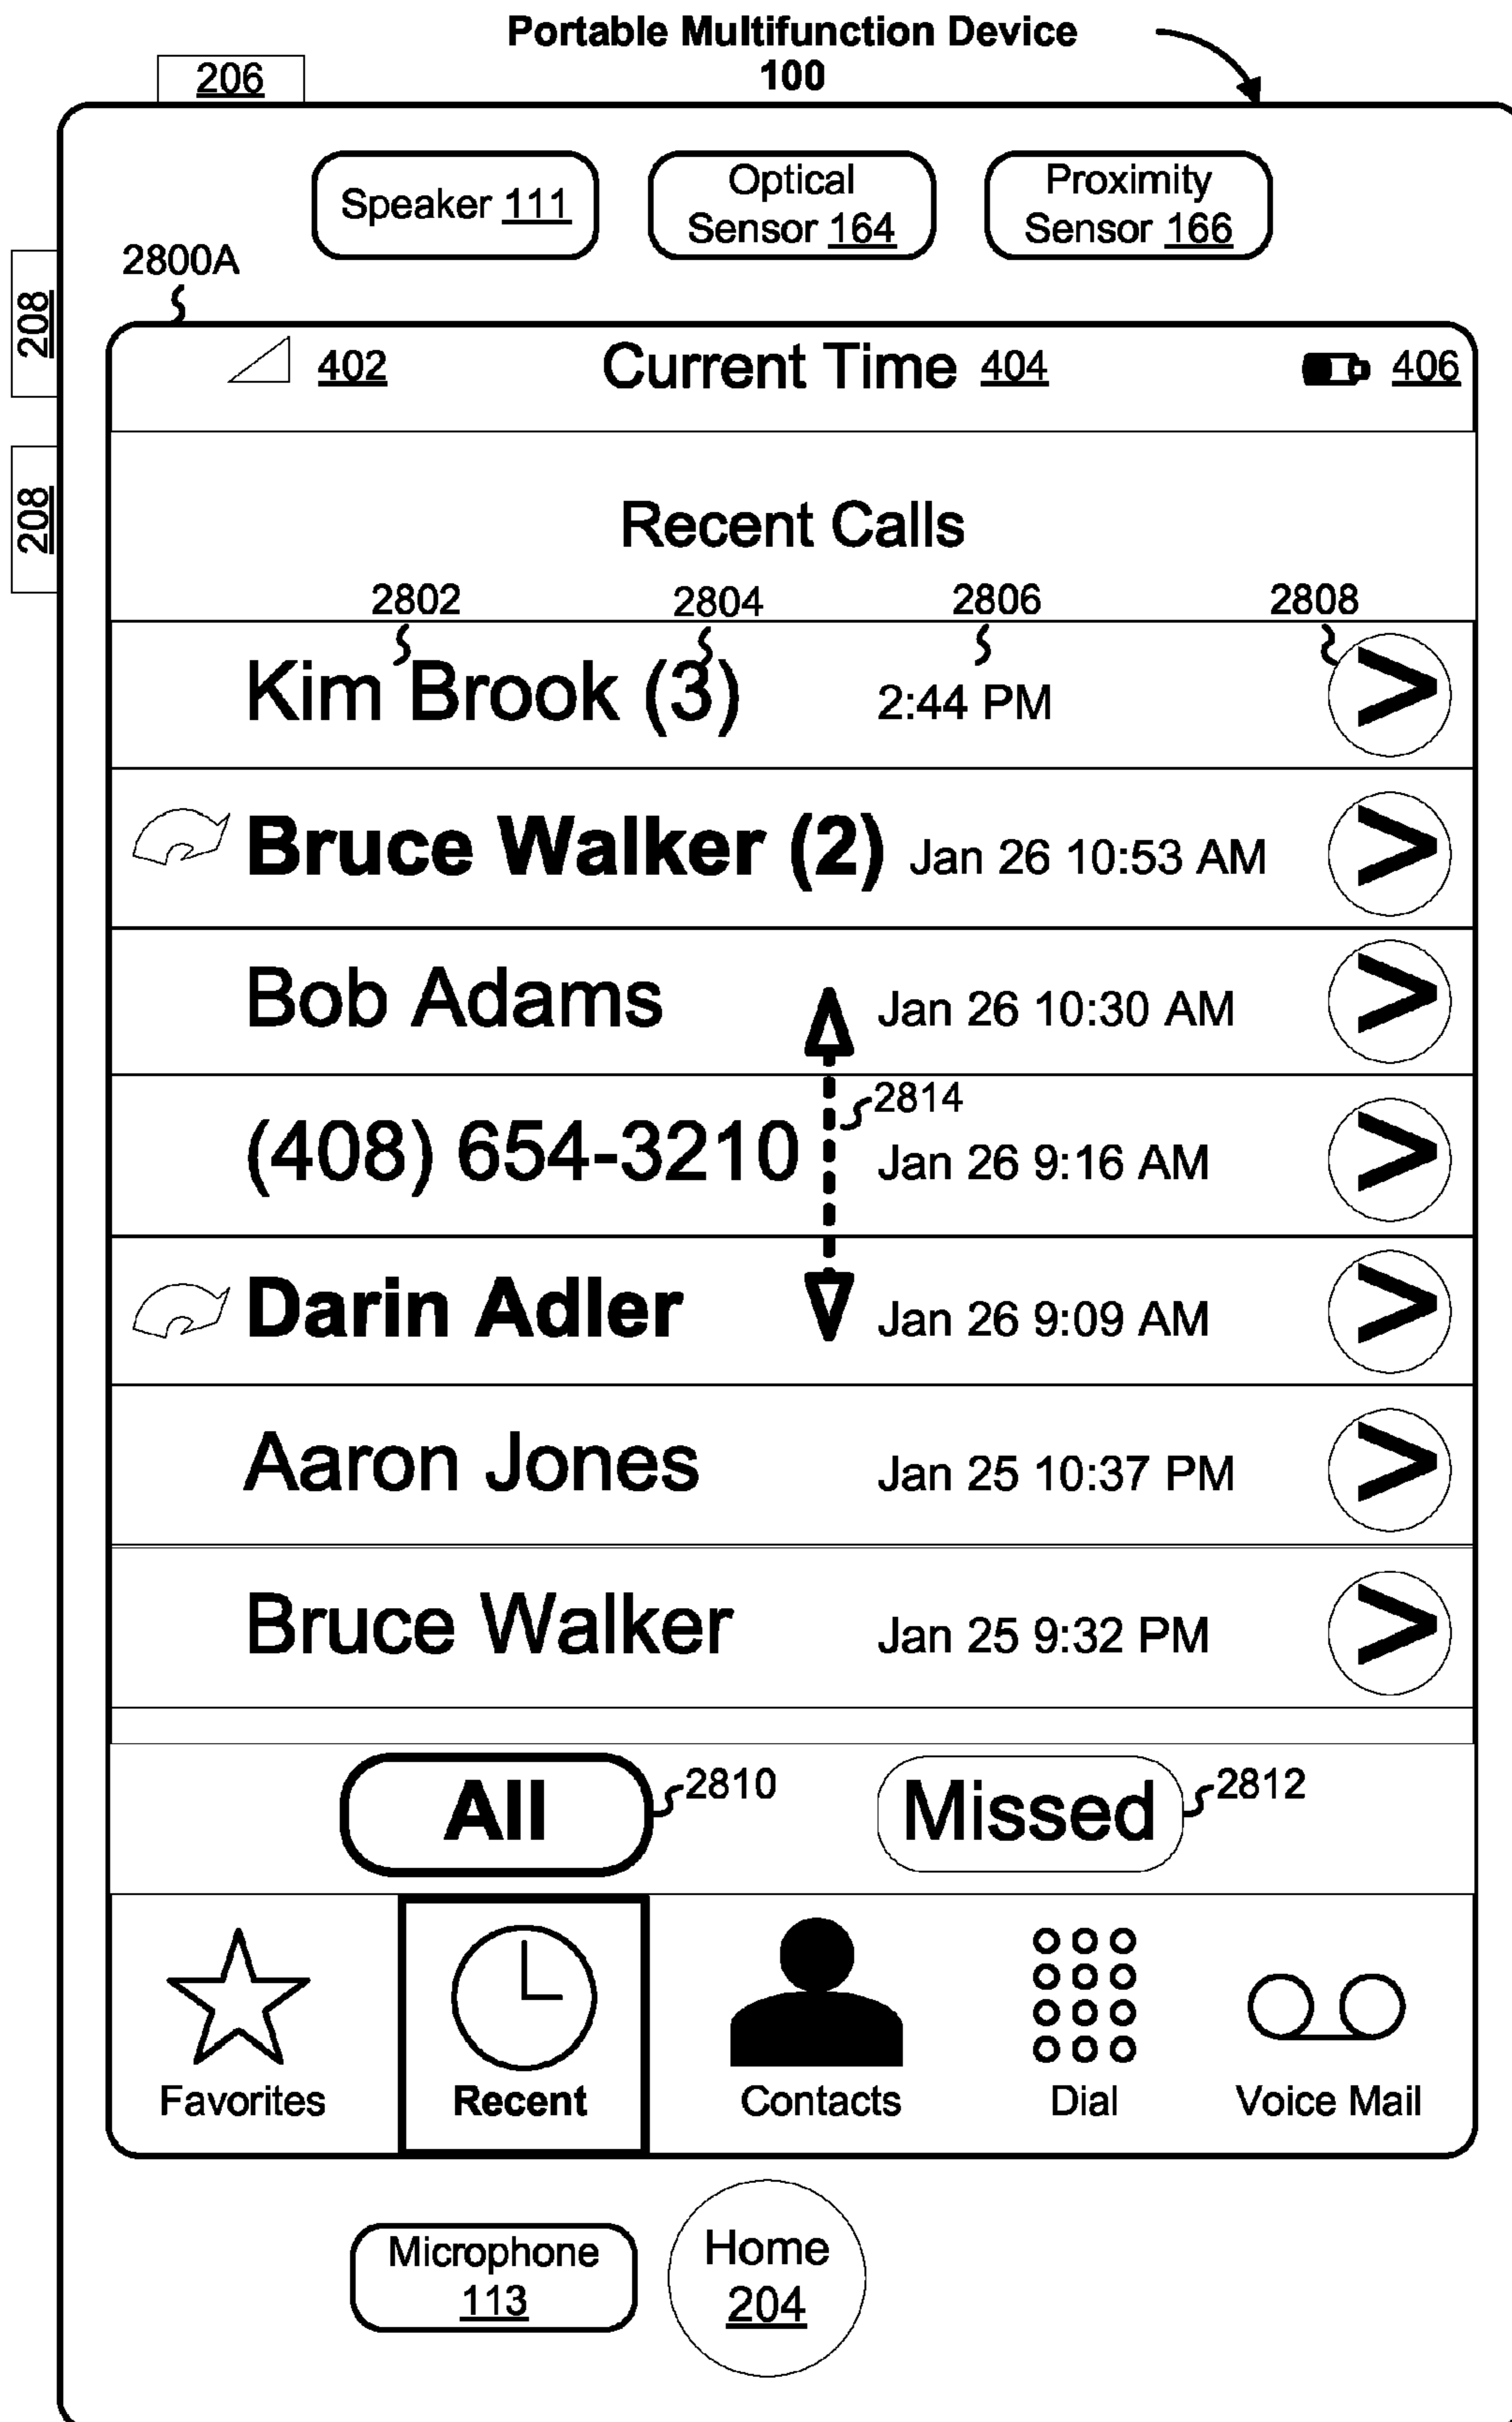 Portable Multifunction Device
100
206
Speaker 111
Optical
Sensor 164
Proximity
Sensor 166
2800A
208
208
402
Current Time 404
406
Recent Calls
2802
2804
2806
2808
Kim Brook (3)
2:44 PM
>
Bruce Walker (2)
Jan 26 10:53 AM
>
Bob Adams
Jan 26 10:30 AM
>
2814
(408) 654-3210
Jan 26 9:16 AM
>
Darin Adler
Jan 26 9:09 AM
>
Aaron Jones
Jan 25 10:37 PM
>
Bruce Walker
Jan 25 9:32 PM
>
All
2810
Missed
2812
Favorites
Recent
Contacts
Dial
Voice Mail
Microphone
113
Home
204